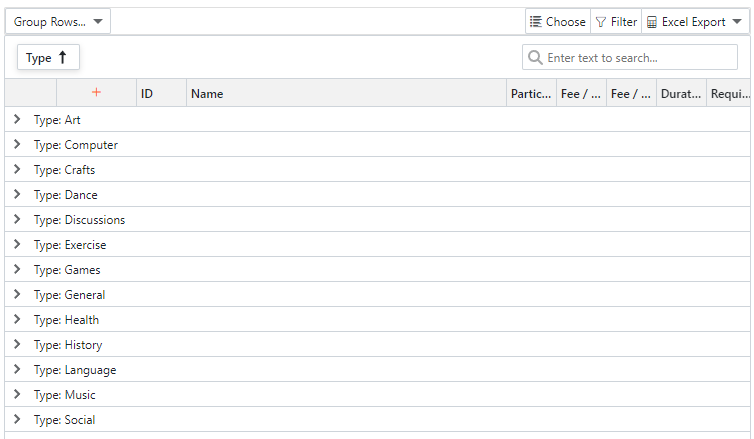 Group Rows... Choose Filter Excel Export
Type Enter text to search...
+ ID Name Partic... Fee / ... Fee / ... Durat... Requi...
Type: Art
Type: Computer
Type: Crafts
Type: Dance
Type: Discussions
Type: Exercise
Type: Games
Type: General
Type: Health
Type: History
Type: Language
Type: Music
Type: Social